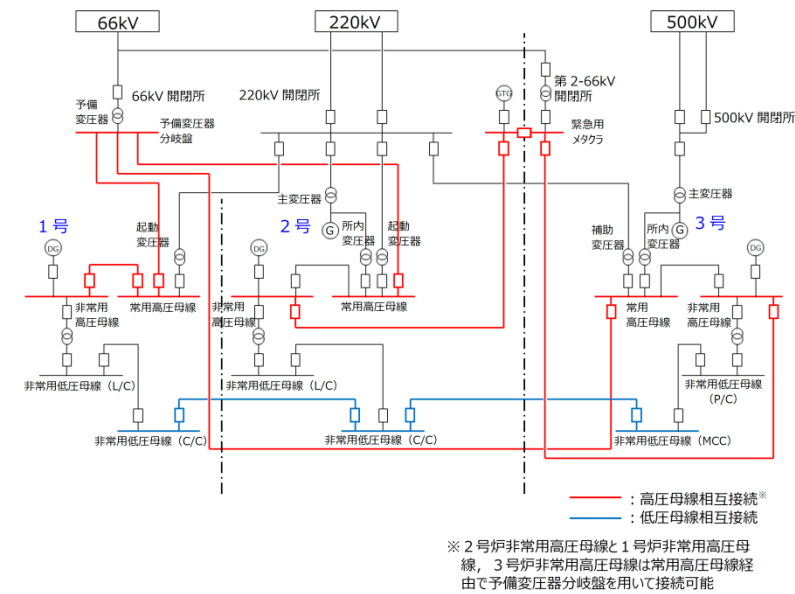 66kV
220kV
500kV
66kV 開閉所
220kV 開閉所
第 2-66kV
開閉所
500kV 開閉所
予備
変圧器
予備変圧器
分岐盤
GTG
緊急用
メタクラ
主変圧器
主変圧器
1 号
起動
変圧器
2 号
G
所内
変圧器
起動
変圧器
補助
変圧器
所内
変圧器
G
3 号
DG
DG
DG
非常用
高圧母線
常用高圧母線
非常用
高圧母線
常用高圧母線
常用
高圧母線
非常用
高圧母線
非常用低圧母線（L/C）
非常用低圧母線（L/C）
非常用低圧母線
（P/C）
非常用低圧母線（C/C）
非常用低圧母線（C/C）
非常用低圧母線（MCC）
：高圧母線相互接続※
：低圧母線相互接続
※ 2 号炉非常用高圧母線と 1 号炉非常用高圧母
線，3 号炉非常用高圧母線は常用高圧母線経
由で予備変圧器分岐盤を用いて接続可能